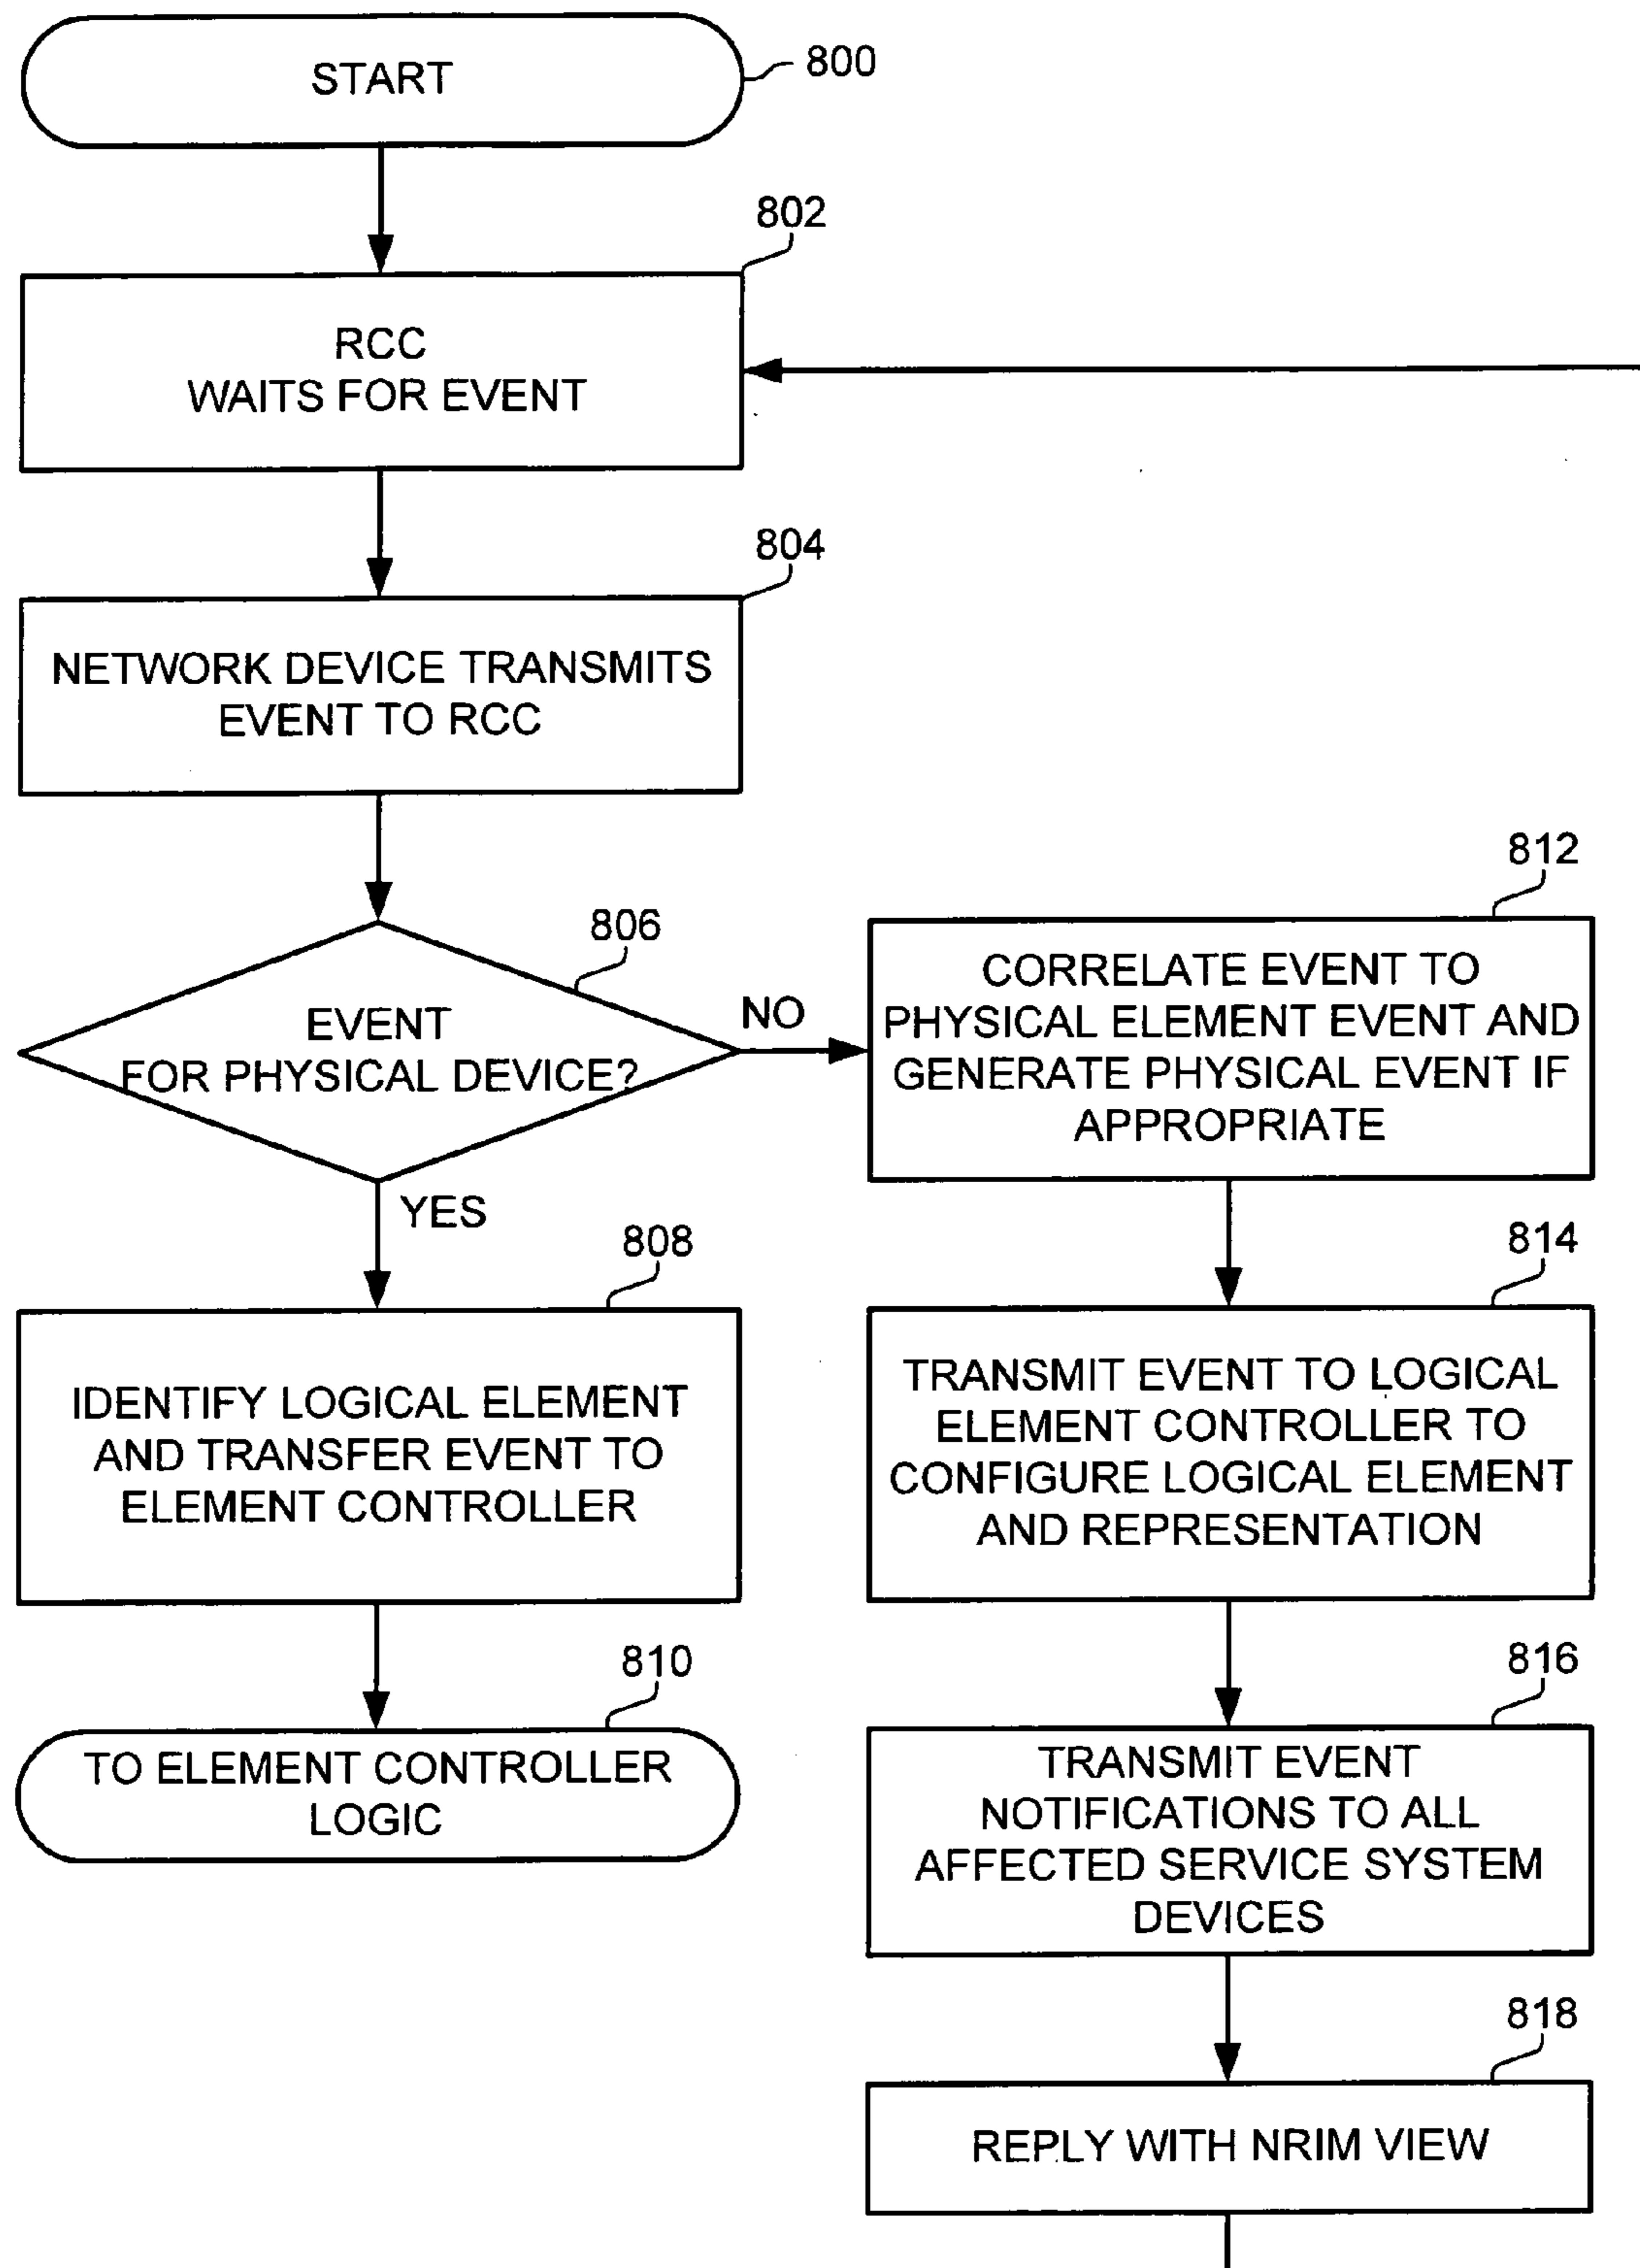 START
800
802
RCC
WAITS FOR EVENT
804
NETWORK DEVICE TRANSMITS
EVENT TO RCC
806
EVENT
FOR PHYSICAL DEVICE?
NO
YES
812
CORRELATE EVENT TO
PHYSICAL ELEMENT EVENT AND
GENERATE PHYSICAL EVENT IF
APPROPRIATE
808
IDENTIFY LOGICAL ELEMENT
AND TRANSFER EVENT TO
ELEMENT CONTROLLER
814
TRANSMIT EVENT TO LOGICAL
ELEMENT CONTROLLER TO
CONFIGURE LOGICAL ELEMENT
AND REPRESENTATION
810
TO ELEMENT CONTROLLER
LOGIC
816
TRANSMIT EVENT
NOTIFICATIONS TO ALL
AFFECTED SERVICE SYSTEM
DEVICES
818
REPLY WITH NRIM VIEW